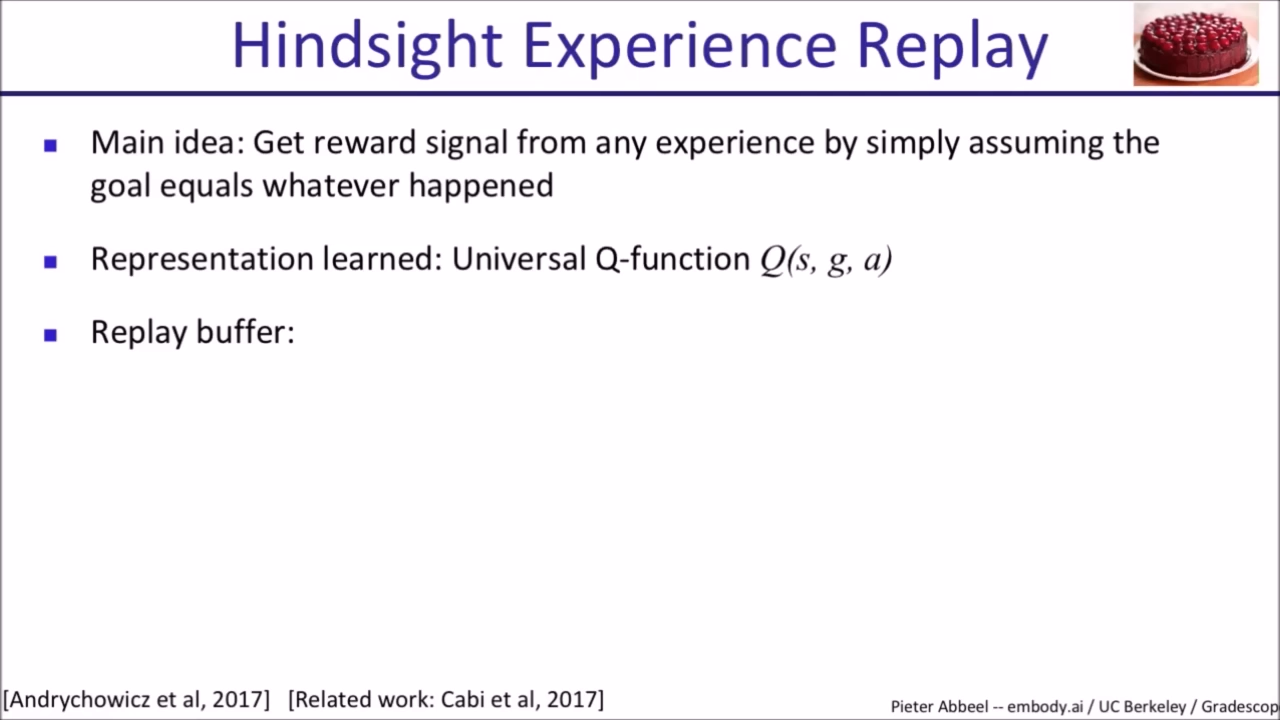 Hindsight Experience Replay
Main idea: Get reward signal from any experience by simply assuming the
goal equals whatever happened
Representation learned: Universal Q-function Q(s, g, a)
Replay buffer:
[Andrychowicz et al, 2017] [Related work: Cabi et al, 2017]
Pieter Abbeel -- embody.ai / UC Berkeley / Gradescop